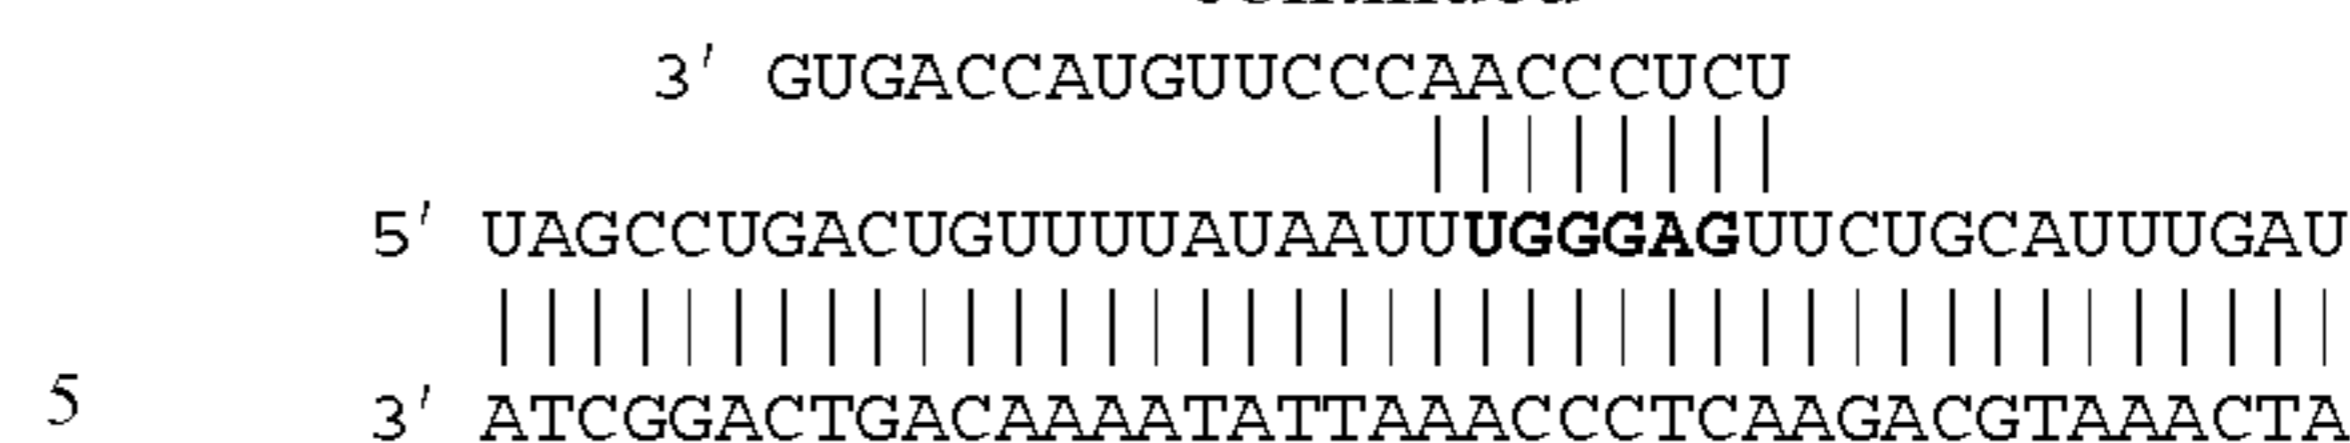 3' GUGACCAUGUUCCCAACCCUCU
5' UAGCCUGACUGUUUUAUAAUUUGGGAGUUCUGCAUUUGAU
5 3' ATCGGACTGACAAAATATTAAACCCTCAAGACGTAAACTA